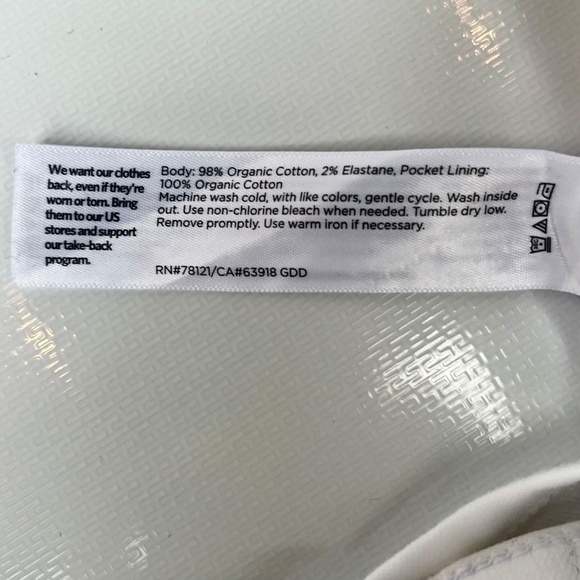 We want our clothes
back, even if they're
worn or torn. Bring
them to our US
stores and support
our take-back
program.
Body: 98% Organic Cotton, 2% Elastane, Pocket Lining:
100% Organic Cotton
Machine wash cold, with like colors, gentle cycle. Wash inside
out. Use non-chlorine bleach when needed. Tumble dry low.
Remove promptly. Use warm iron if necessary.
RN#78121/CA#63918 GDD